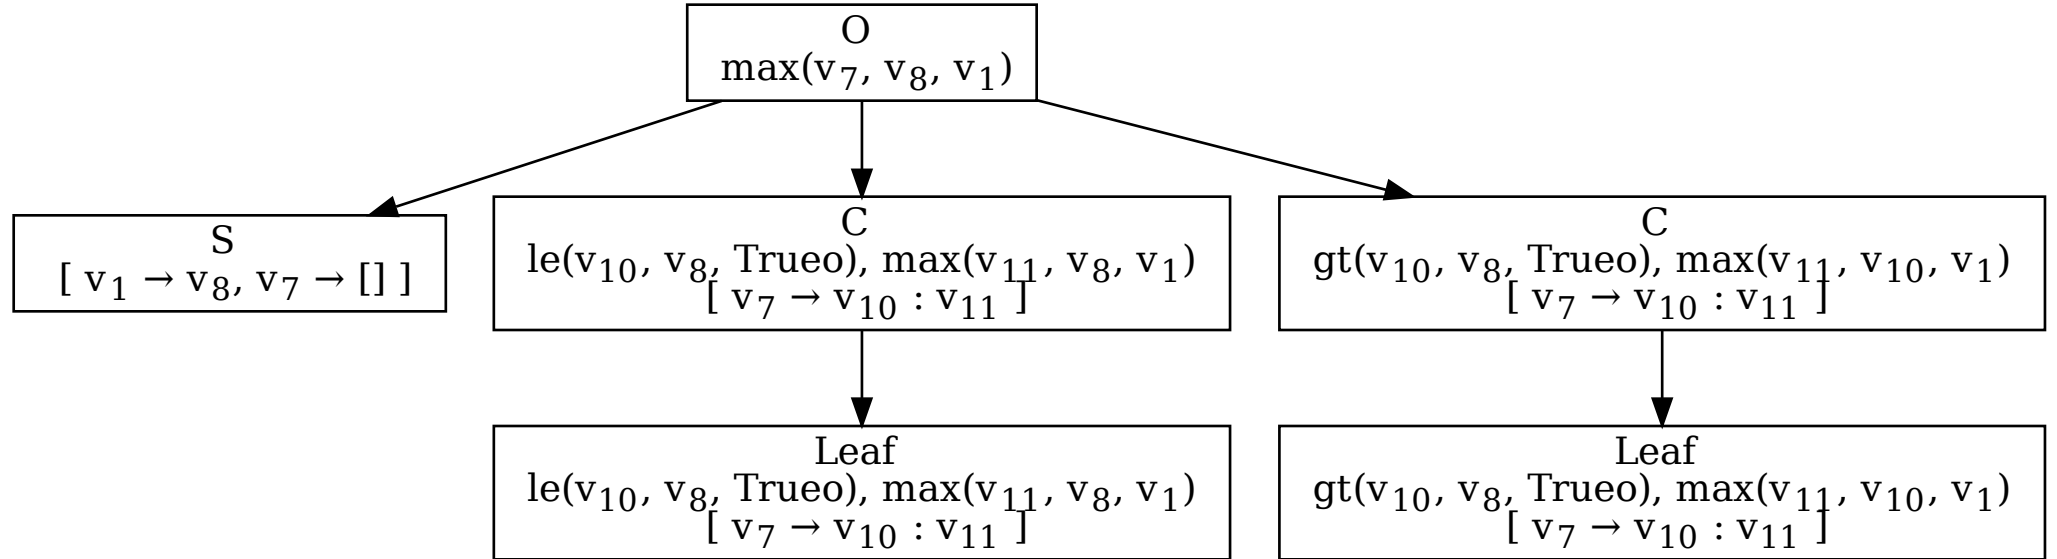 O
max(v₇, v₈, v₁)
S
[ v₁ → v₈, v₇ → [] ]
C
le(v₁₀, v₈, Trueo), max(v₁₁, v₈, v₁)
[ v₇ → v₁₀ : v₁₁ ]
C
gt(v₁₀, v₈, Trueo), max(v₁₁, v₁₀, v₁)
[ v₇ → v₁₀ : v₁₁ ]
Leaf
le(v₁₀, v₈, Trueo), max(v₁₁, v₈, v₁)
[ v₇ → v₁₀ : v₁₁ ]
Leaf
gt(v₁₀, v₈, Trueo), max(v₁₁, v₁₀, v₁)
[ v₇ → v₁₀ : v₁₁ ]